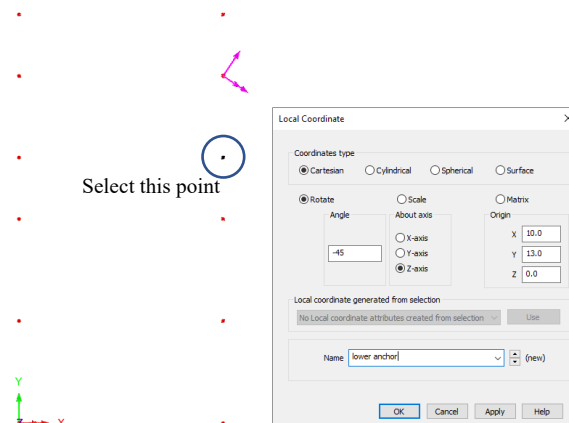 Local Coordinate
Coordinates type
Cartesian Cylindrical Spherical Surface
Select this point
Rotate Scale Matrix
Angle About axis Origin
X-axis X 10.0
-45 Y-axis Y 13.0
Z-axis Z 0.0
Local coordinate generated from selection
No Local coordinate attributes created from selection Use
Name lower anchor (new)
Y
OK Cancel Apply Help
Z X